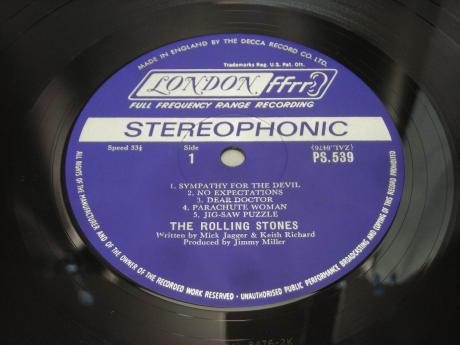 MADE IN ENGLAND BY THE DECCA RECORD CO. LTD.
Trademarks Reg. U.S. Pat. Off.
LONDON ffrr
FULL FREQUENCY RANGE RECORDING
STEREOPHONIC
Speed 33⅓
Side
1
(ZAL.8476)
PS.539
1. SYMPATHY FOR THE DEVIL
2. NO EXPECTATIONS
3. DEAR DOCTOR
4. PARACHUTE WOMAN
5. JIG-SAW PUZZLE
THE ROLLING STONES
Written by Mick Jagger & Keith Richard
Produced by Jimmy Miller
ALL RIGHTS OF THE MANUFACTURER AND OF THE OWNER OF THE RECORDED WORK RESERVED · UNAUTHORISED PUBLIC PERFORMANCE BROADCASTING AND COPYING OF THIS RECORD PROHIBITED